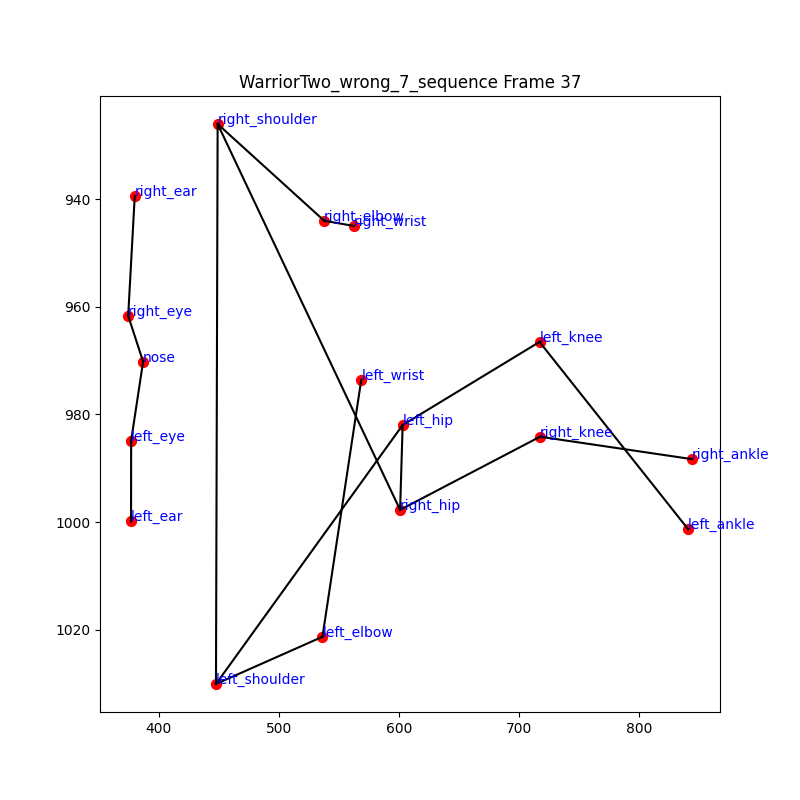 WarriorTwo_wrong_7_sequence Frame 37
right_shoulder
right_ear
right_elbow
right_wrist
right_eye
nose
left_knee
left_wrist
left_hip
left_eye
right_knee
right_ankle
right_hip
left_ear
left_ankle
left_elbow
left_shoulder
940
960
980
1000
1020
400
500
600
700
800